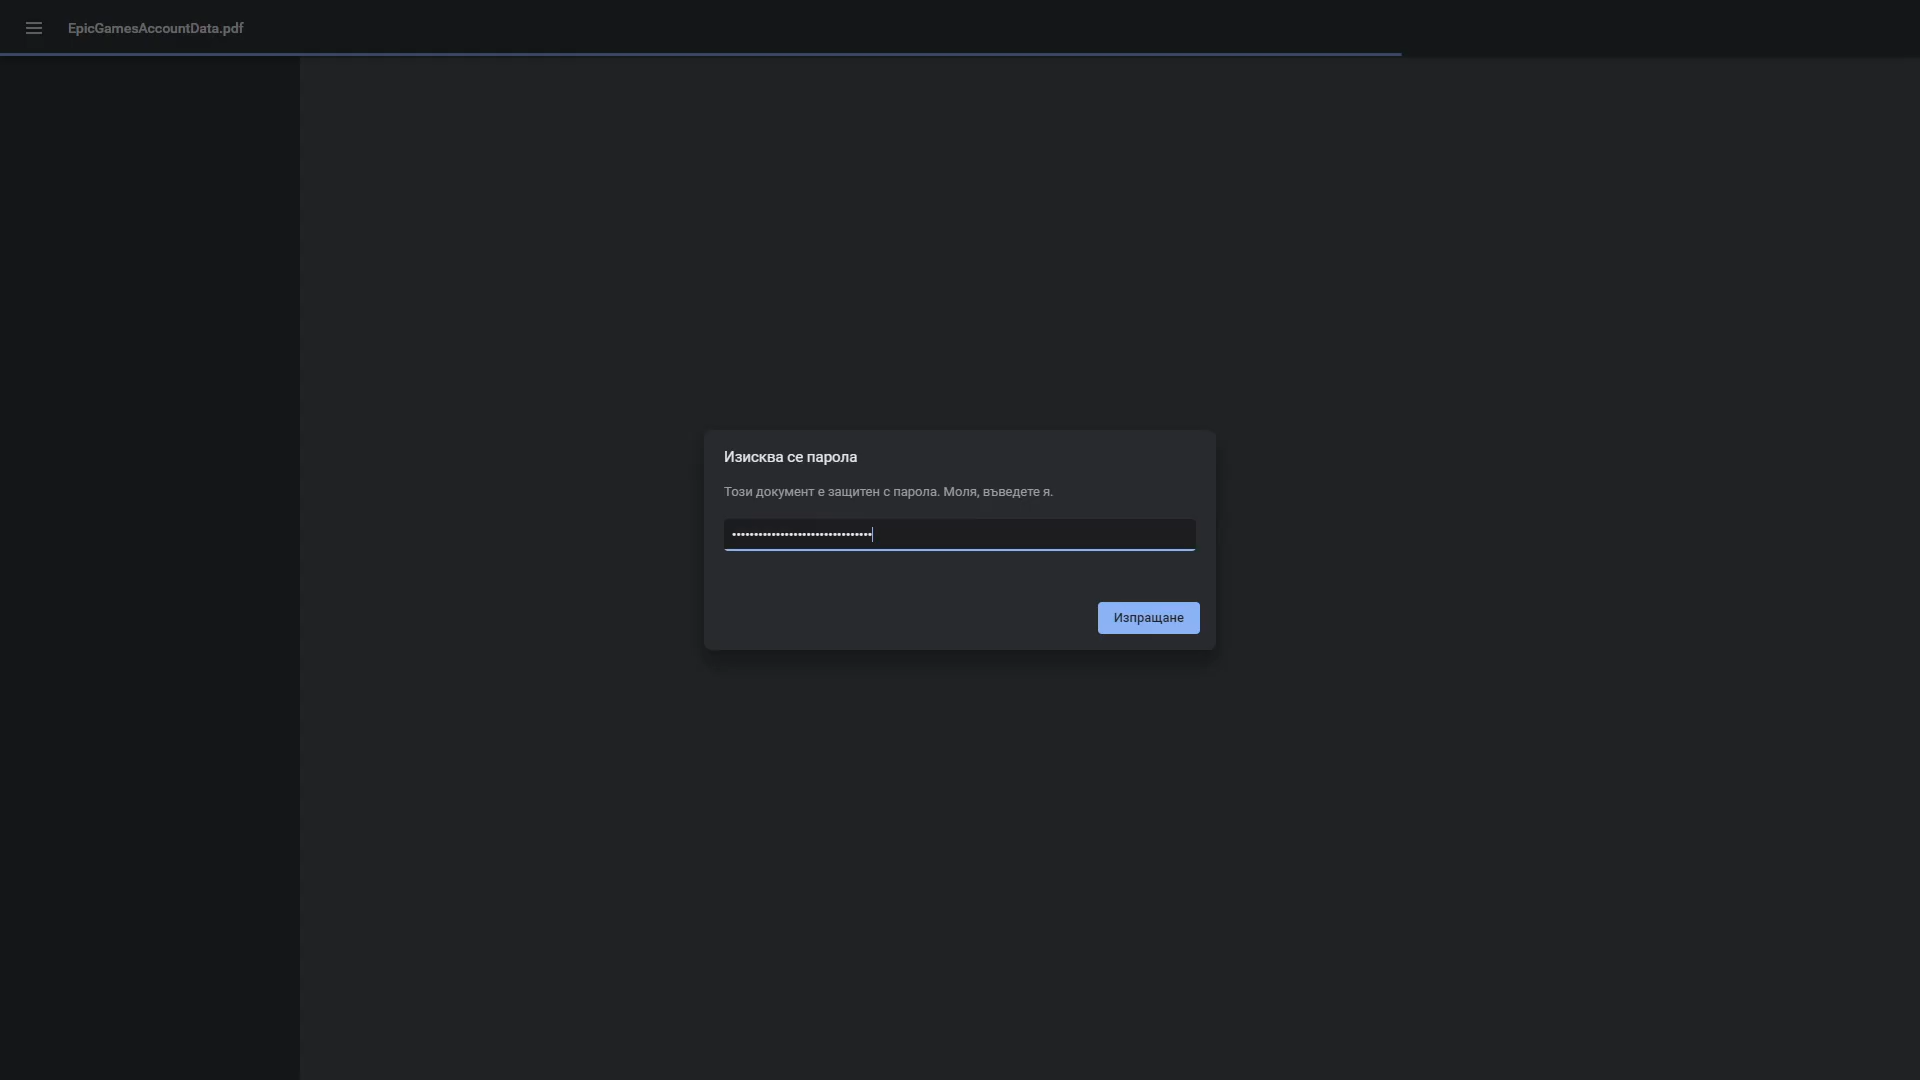 EpicGamesAccountData.pdf
Изисква се парола
Този документ е защитен с парола. Моля, въведете я.
••••••••••••••••••••••••••••••••
Изпращане